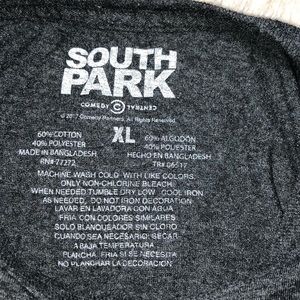 SOUTH
PARK
COMEDY CENTRAL
© 2017 Comedy Partners. All Rights Reserved.
XL
60% COTTON
40% POLYESTER
MADE IN BANGLADESH
RN# 77272
60% ALGODON
40% POLIESTER
HECHO EN BANGLADESH
TR# 06-517
MACHINE WASH COLD WITH LIKE COLORS.
ONLY NON-CHLORINE BLEACH
WHEN NEEDED TUMBLE DRY LOW. COOL IRON
AS NEEDED. DO NOT IRON DECORATION
LAVAR EN LAVADORA CON AGUA
FRIA CON COLORES SIMILARES
SOLO BLANQUEADOR SIN CLORO
CUANDO SEA NECESARIO. SECAR
A BAJA TEMPERATURA
PLANCHA FRIA SI SE NECESITA
NO PLANCHAR LA DECORACION